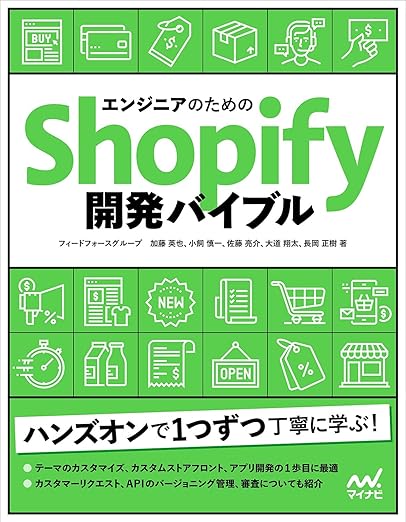 BUY
エンジニアのための
Shopify
開発バイブル
フィードフォースグループ 加藤 英也、小飼 慎一、佐藤 亮介、大道 翔太、長岡 正樹 著
NEW
OPEN
ハンズオンで1つずつ丁寧に学ぶ！
●テーマのカスタマイズ、カスタムストアフロント、アプリ開発の1歩目に最適
●カスタマーリクエスト、APIのバージョニング管理、審査についても紹介
マイナビ